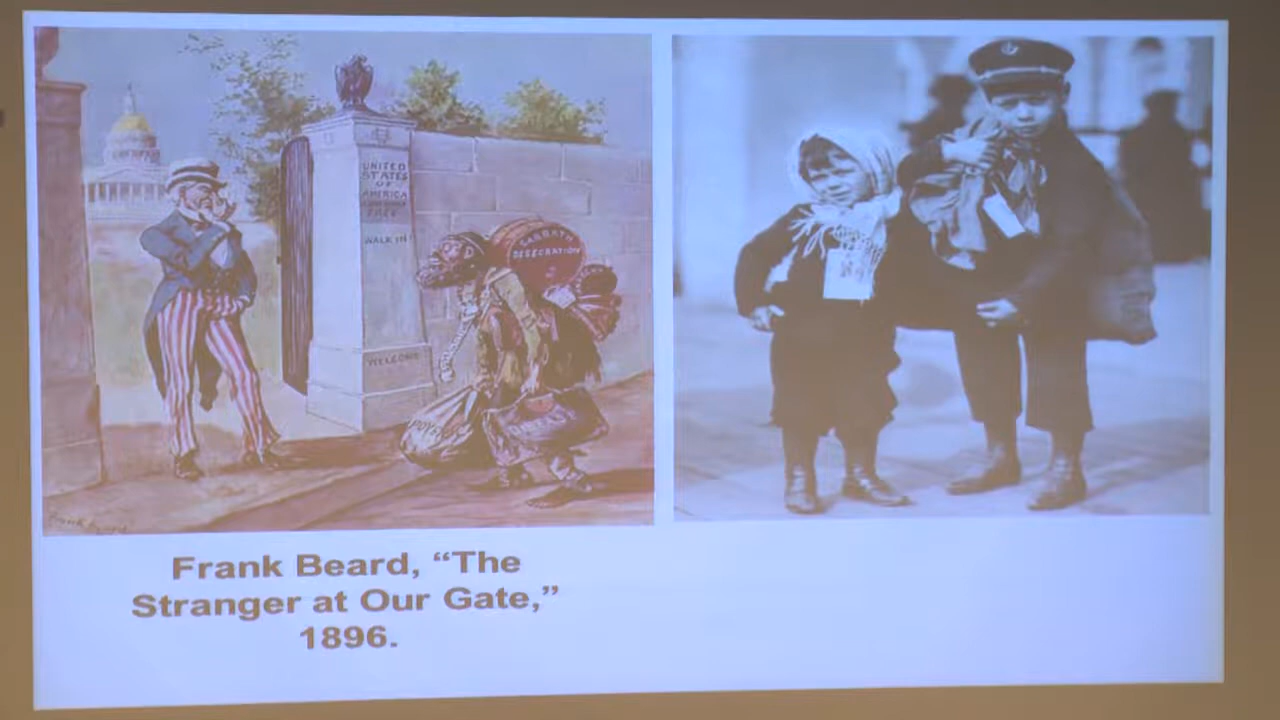 UNITED
STATES
OF
AMERICA
WALK IN!
WELCOME
SABBATH
DESECRATION
Frank Beard, “The
Stranger at Our Gate,”
1896.